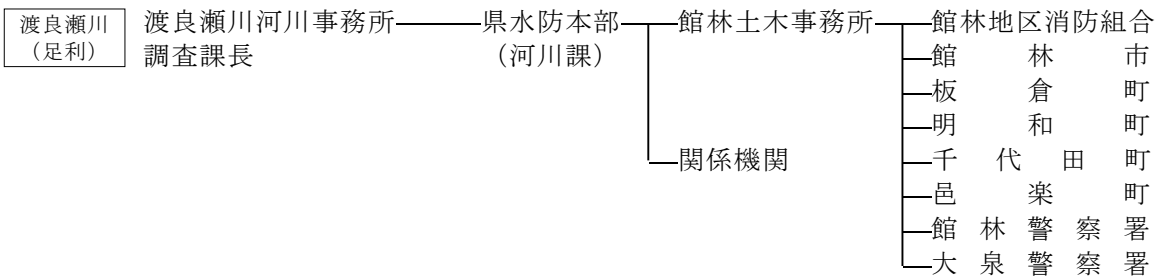 渡良瀬川 渡良瀬川河川事務所 県水防本部 館林土木事務所 館林地区消防組合
(足利) 調査課長 (河川課) 館林市
板倉町
明和町
関係機関 千代田町
邑楽町
館林警察署
大泉警察署